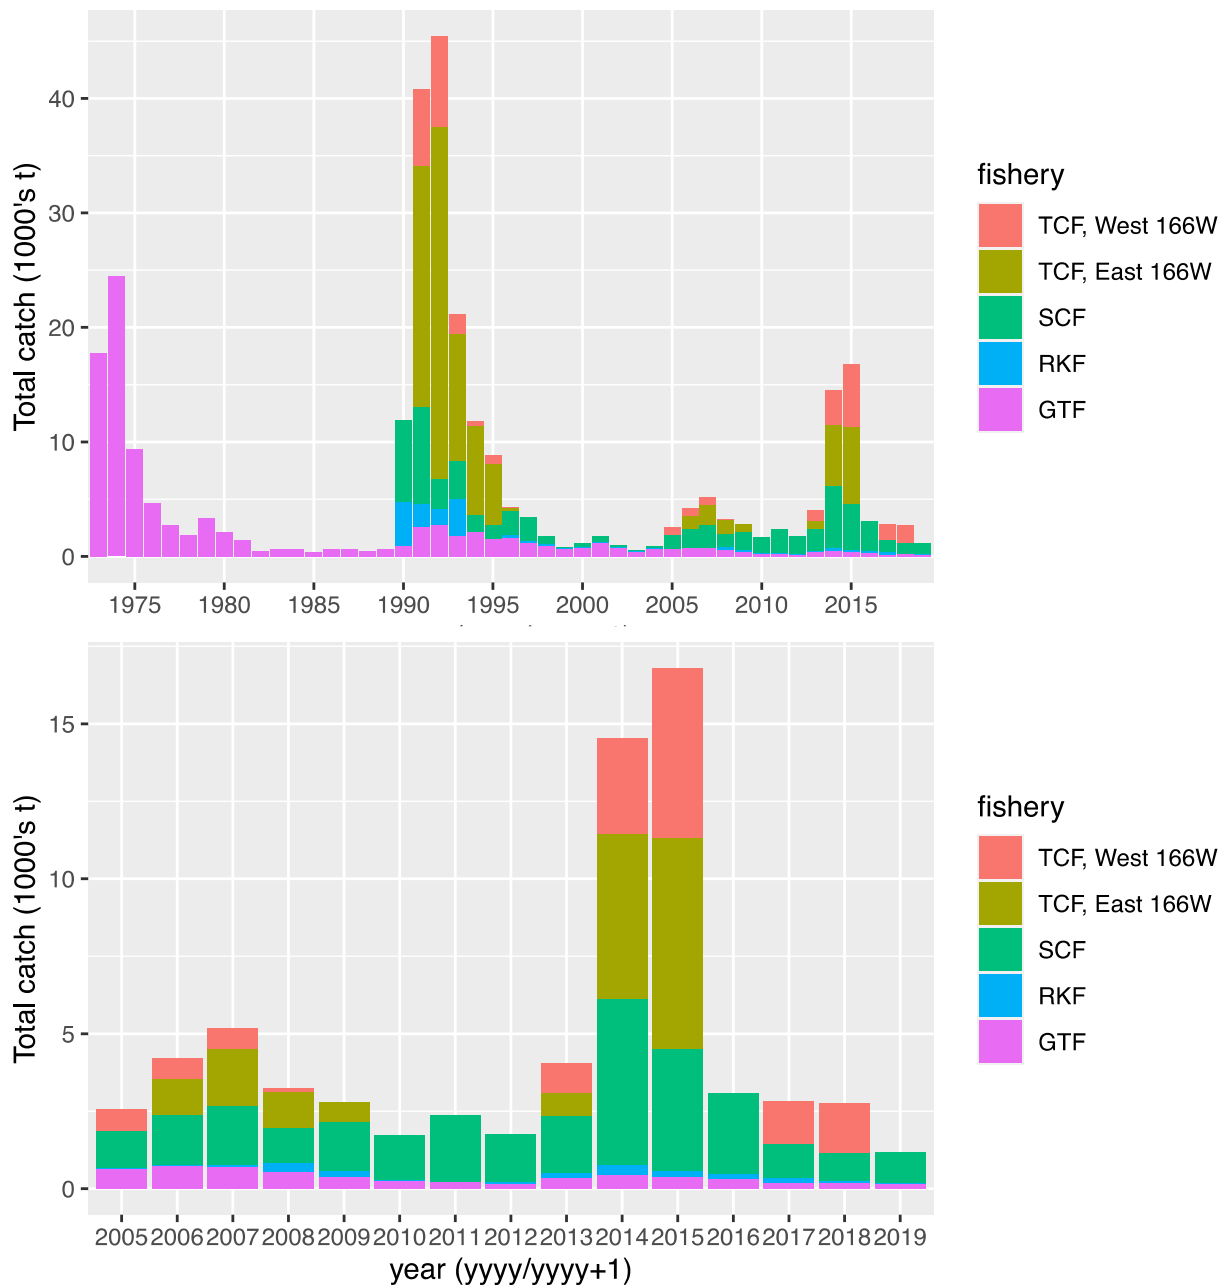 Total catch (1000's t)
40
30
20
10
0
1975 1980 1985 1990 1995 2000 2005 2010 2015
fishery
TCF, West 166W
TCF, East 166W
SCF
RKF
GTF
Total catch (1000's t)
15
10
5
0
2005 2006 2007 2008 2009 2010 2011 2012 2013 2014 2015 2016 2017 2018 2019
year (yyyy/yyyy+1)
fishery
TCF, West 166W
TCF, East 166W
SCF
RKF
GTF